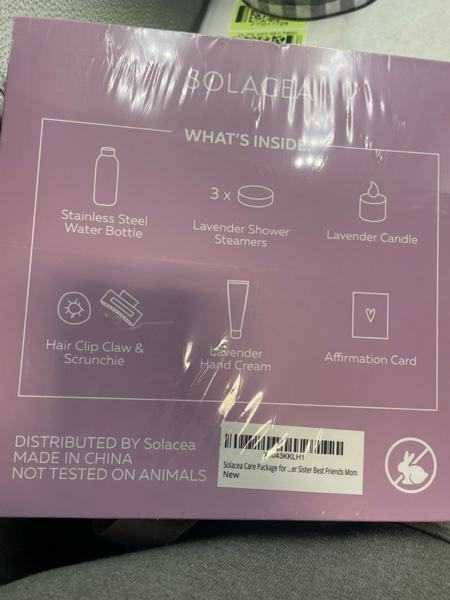 SOLACEA
WHAT'S INSIDE:
Stainless Steel
Water Bottle
3 x
Lavender Shower
Steamers
Lavender Candle
Hair Clip Claw &
Scrunchie
Lavender
Hand Cream
Affirmation Card
DISTRIBUTED BY Solacea
MADE IN CHINA
NOT TESTED ON ANIMALS
Solacea Care Package for ...er Sister Best Friends Mom
New